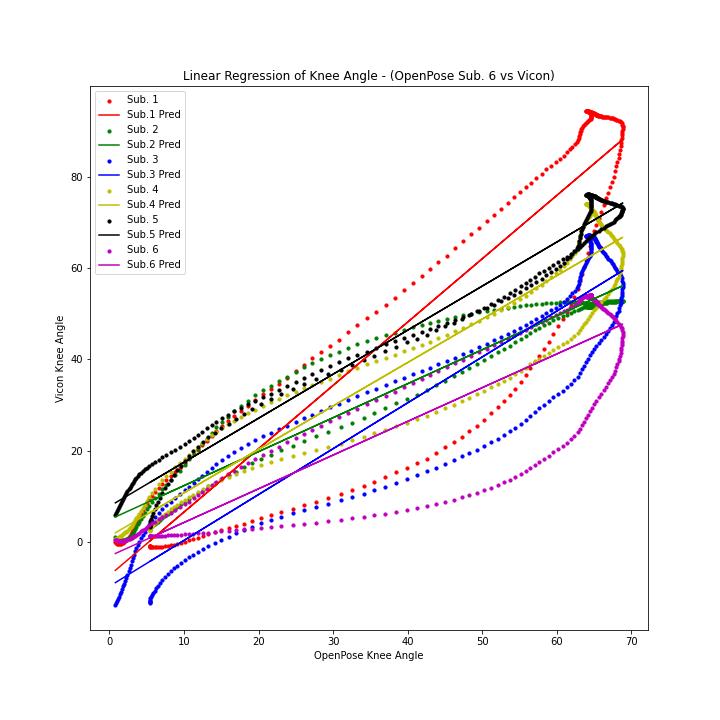 Linear Regression of Knee Angle - (OpenPose Sub. 6 vs Vicon)
Sub. 1
Sub.1 Pred
Sub. 2
Sub.2 Pred
Sub. 3
Sub.3 Pred
Sub. 4
Sub.4 Pred
Sub. 5
Sub.5 Pred
Sub. 6
Sub.6 Pred
80
60
40
20
0
Vicon Knee Angle
0 10 20 30 40 50 60 70
OpenPose Knee Angle